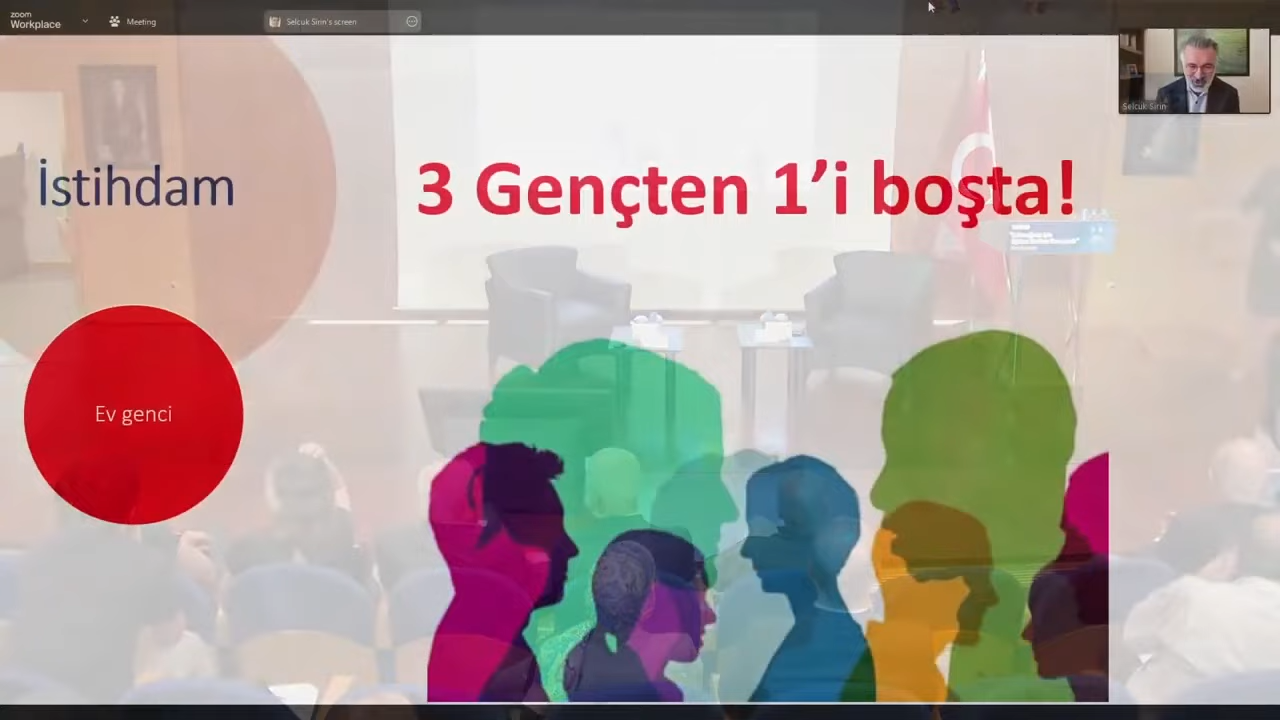 zoom
Workplace
Meeting
Selcuk Sirin's screen
Selcuk Sirin
İstihdam
3 Gençten 1’i boşta!
Ev genci